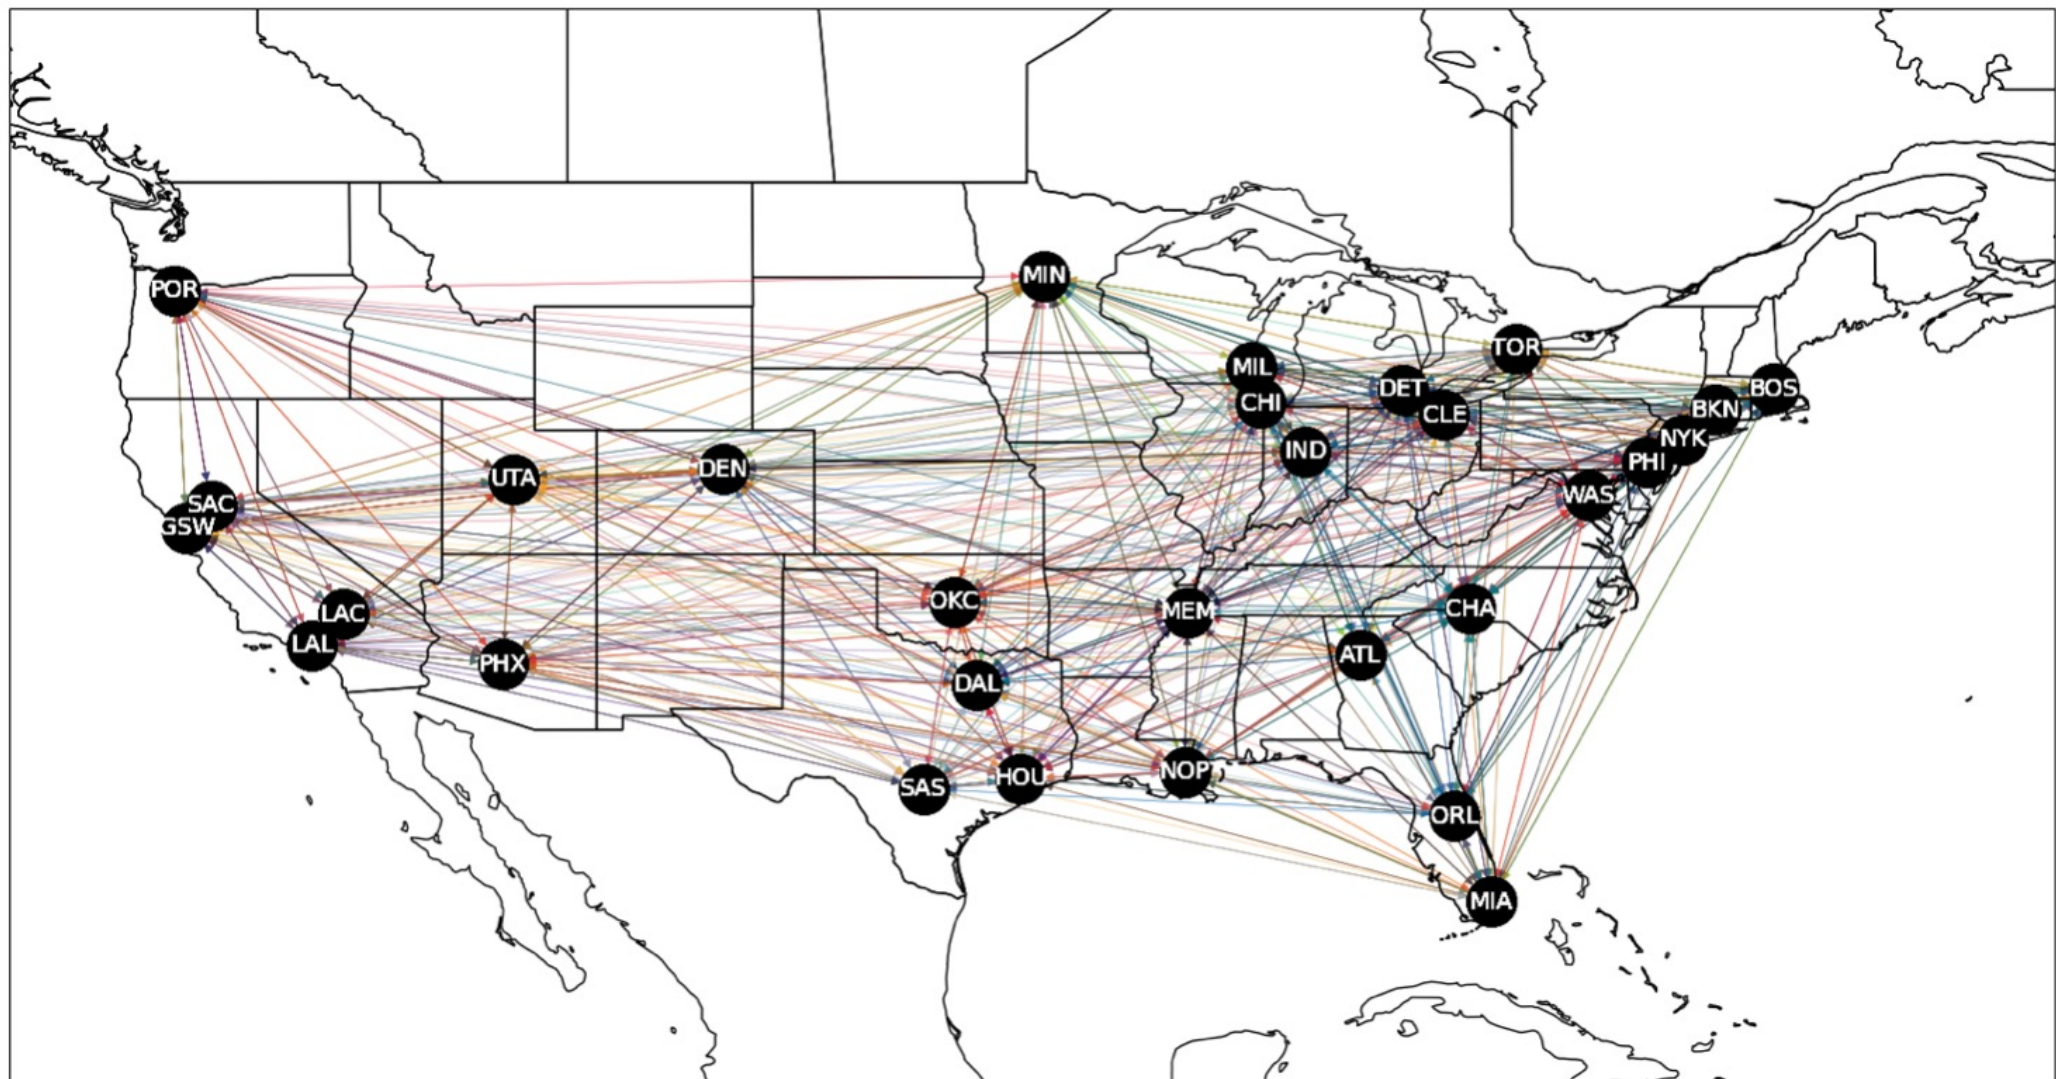 MIN
POR
TOR
MIL
DET
BOS
CHI
BKN
CLE
NYK
IND
PHI
DEN
UTA
WAS
SAC
GSW
OKC
CHA
MEM
LAC
LAL
ATL
PHX
DAL
NOP
HOU
SAS
ORL
MIA